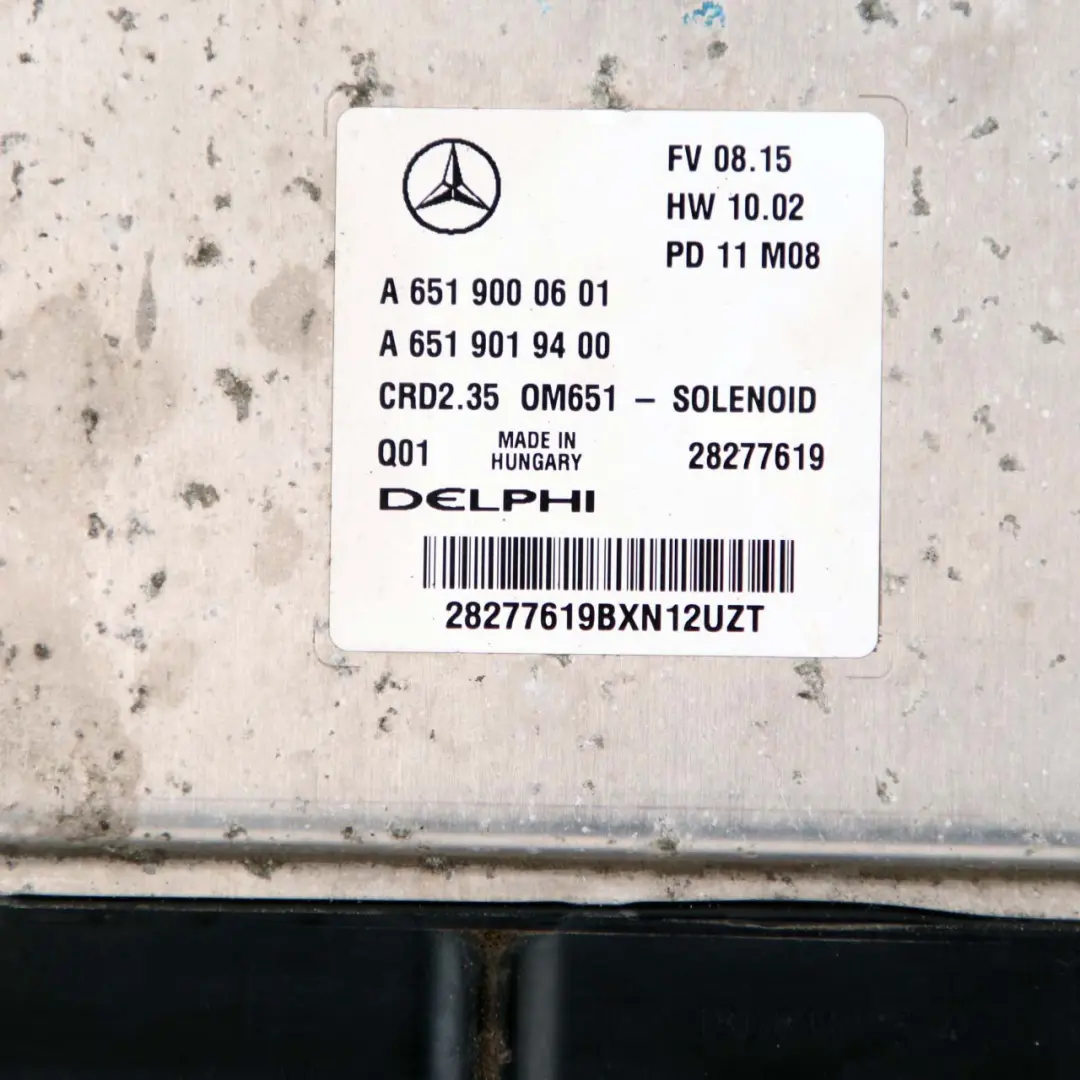 FV 08.15
HW 10.02
PD 11 M08
A 651 900 06 01
A 651 901 94 00
CRD2.35 OM651 – SOLENOID
Q01 MADE IN HUNGARY 28277619
DELPHI
28277619BXN12UZT